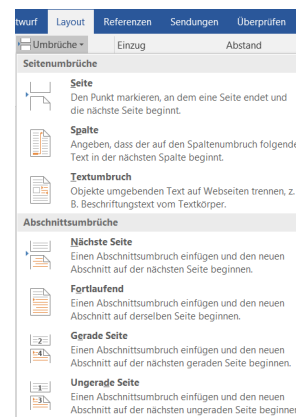 twurf Layout Referenzen Sendungen Überprüfen
Umbrüche Einzug Abstand
Seitenumbrüche
Seite
Den Punkt markieren, an dem eine Seite endet und
die nächste Seite beginnt.
Spalte
Angeben, dass der auf den Spaltenumbruch folgende
Text in der nächsten Spalte beginnt.
Textumbruch
Objekte umgebenden Text auf Webseiten trennen, z.
B. Beschriftungstext vom Textkörper.
Abschnittsumbrüche
Nächste Seite
Einen Abschnittsumbruch einfügen und den neuen
Abschnitt auf der nächsten Seite beginnen.
Fortlaufend
Einen Abschnittsumbruch einfügen und den neuen
Abschnitt auf derselben Seite beginnen.
Gerade Seite
Einen Abschnittsumbruch einfügen und den neuen
Abschnitt auf der nächsten geraden Seite beginnen.
2
4
Ungerade Seite
Einen Abschnittsumbruch einfügen und den neuen
Abschnitt auf der nächsten ungeraden Seite beginnen
1
3